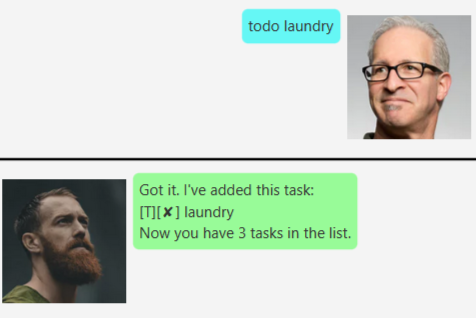 todo laundry
Got it. I've added this task:
[T][✘] laundry
Now you have 3 tasks in the list.